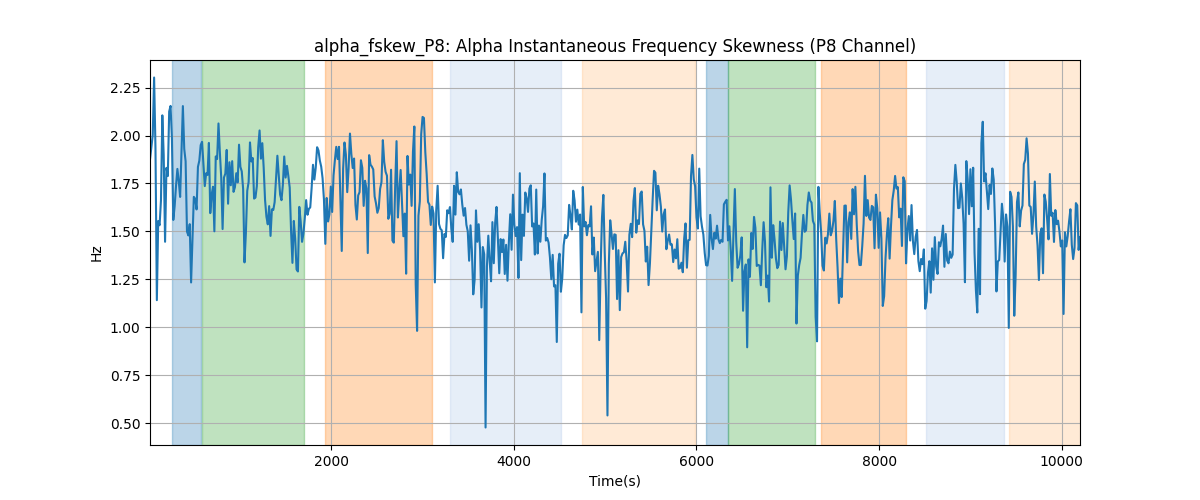 alpha_fskew_P8: Alpha Instantaneous Frequency Skewness (P8 Channel)
Hz
2.25
2.00
1.75
1.50
1.25
1.00
0.75
0.50
2000 4000 6000 8000 10000
Time(s)